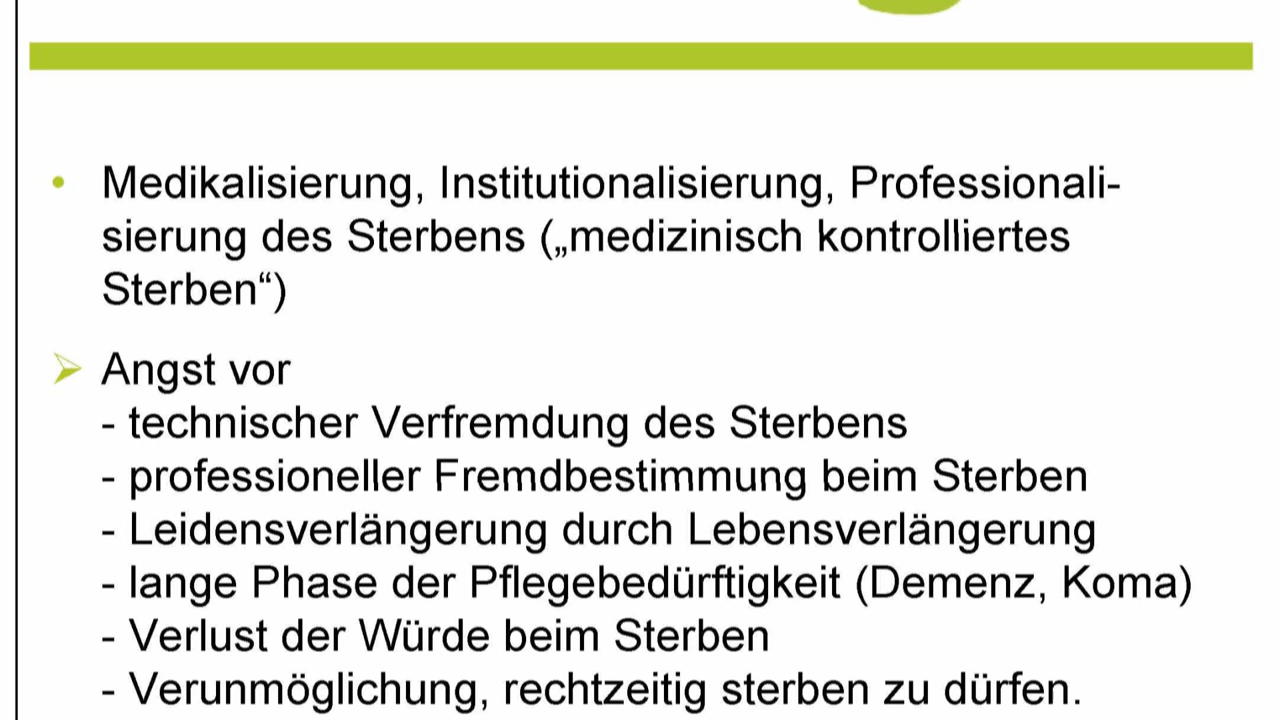 • Medikalisierung, Institutionalisierung, Professionali-
sierung des Sterbens („medizinisch kontrolliertes
Sterben“)
➢ Angst vor
- technischer Verfremdung des Sterbens
- professioneller Fremdbestimmung beim Sterben
- Leidensverlängerung durch Lebensverlängerung
- lange Phase der Pflegebedürftigkeit (Demenz, Koma)
- Verlust der Würde beim Sterben
- Verunmöglichung, rechtzeitig sterben zu dürfen.